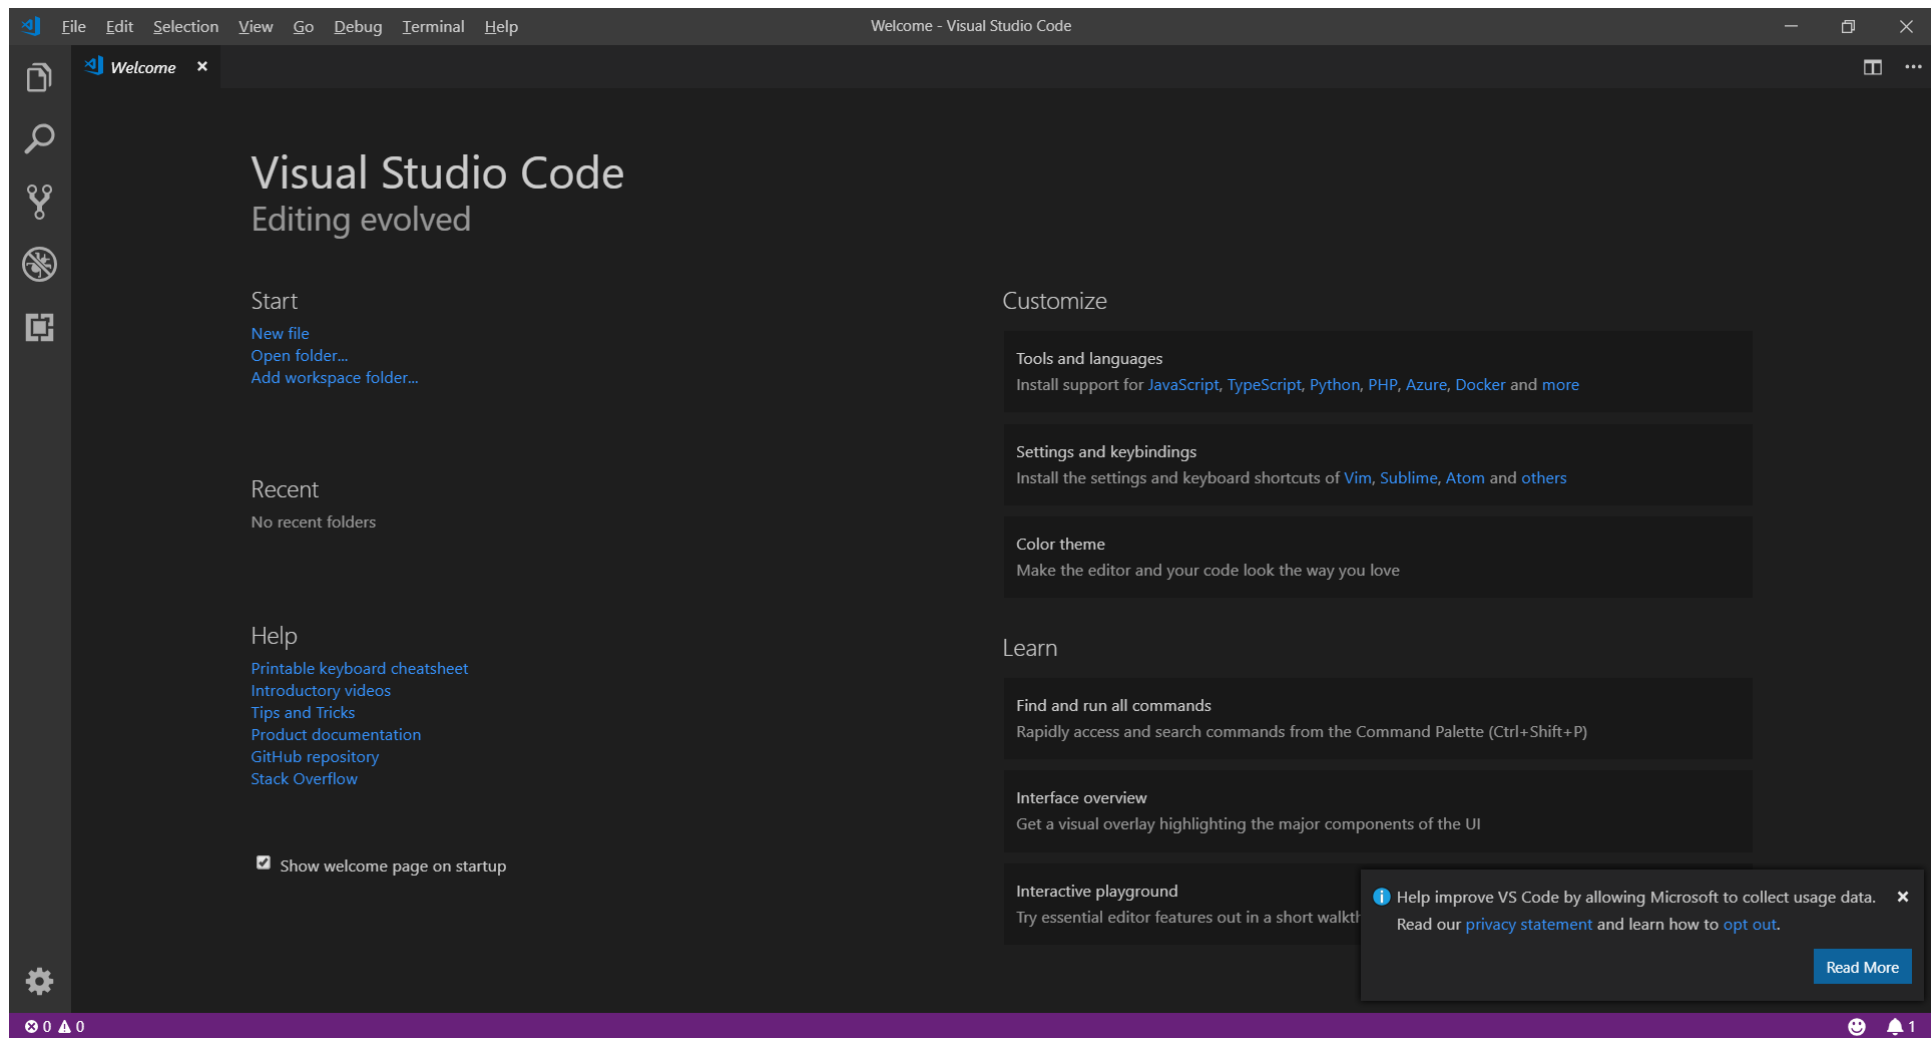 File Edit Selection View Go Debug Terminal Help
Welcome - Visual Studio Code
Welcome
Visual Studio Code
Editing evolved
Start
New file
Open folder...
Add workspace folder...
Recent
No recent folders
Help
Printable keyboard cheatsheet
Introductory videos
Tips and Tricks
Product documentation
GitHub repository
Stack Overflow
Show welcome page on startup
Customize
Tools and languages
Install support for JavaScript, TypeScript, Python, PHP, Azure, Docker and more
Settings and keybindings
Install the settings and keyboard shortcuts of Vim, Sublime, Atom and others
Color theme
Make the editor and your code look the way you love
Learn
Find and run all commands
Rapidly access and search commands from the Command Palette (Ctrl+Shift+P)
Interface overview
Get a visual overlay highlighting the major components of the UI
Interactive playground
Try essential editor features out in a short
Help improve VS Code by allowing Microsoft to collect usage data.
Read our privacy statement and learn how to opt out.
Read More
0 0
1